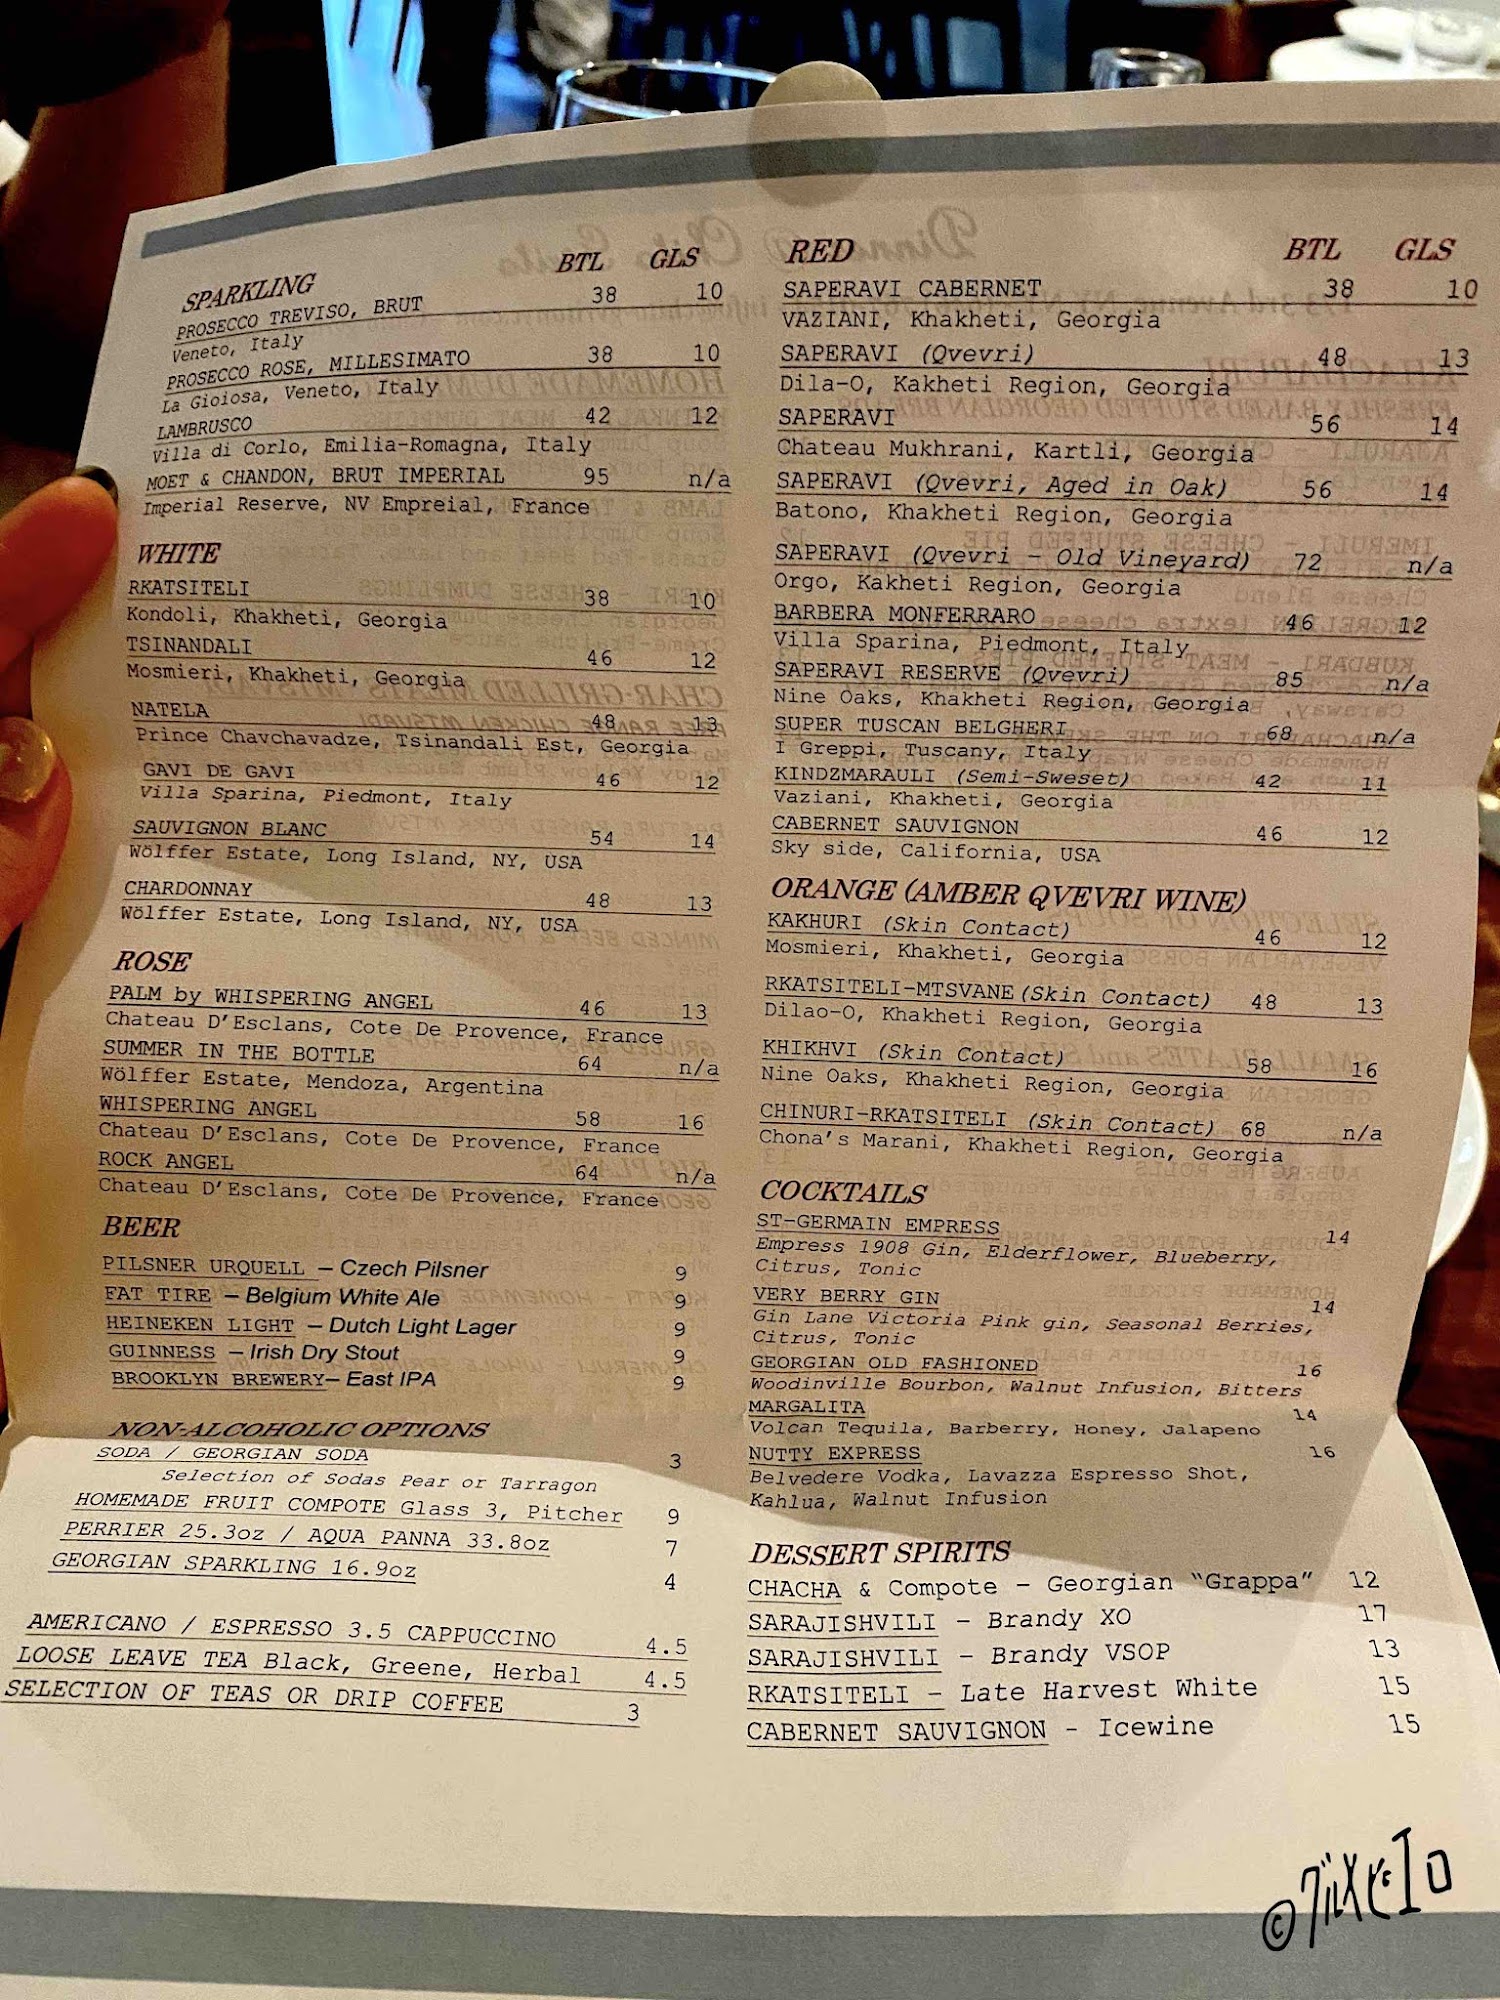 SPARKLING BTL GLS
PROSECCO TREVISO, BRUT 38 10
Veneto, Italy
PROSECCO ROSE, MILLESIMATO 38 10
La Gioiosa, Veneto, Italy
LAMBRUSCO 42 12
Villa di Corlo, Emilia-Romagna, Italy
MOET & CHANDON, BRUT IMPERIAL 95 n/a
Imperial Reserve, NV Empreial, France
WHITE
RKATSITELI 38 10
Kondoli, Khakheti, Georgia
TSINANDALI 46 12
Mosmieri, Khakheti, Georgia
NATELA 48 13
Prince Chavchavadze, Tsinandali Est, Georgia
GAVI DE GAVI 46 12
Villa Sparina, Piedmont, Italy
SAUVIGNON BLANC 54 14
Wölffer Estate, Long Island, NY, USA
CHARDONNAY 48 13
Wölffer Estate, Long Island, NY, USA
ROSE
PALM by WHISPERING ANGEL 46 13
Chateau D'Esclans, Cote De Provence, France
SUMMER IN THE BOTTLE 64 n/a
Wölffer Estate, Mendoza, Argentina
WHISPERING ANGEL 58 16
Chateau D'Esclans, Cote De Provence, France
ROCK ANGEL 64 n/a
Chateau D'Esclans, Cote De Provence, France
BEER
PILSNER URQUELL – Czech Pilsner 9
FAT TIRE – Belgium White Ale 9
HEINEKEN LIGHT – Dutch Light Lager 9
GUINNESS – Irish Dry Stout 9
BROOKLYN BREWERY– East IPA 9
NON-ALCOHOLIC OPTIONS
SODA / GEORGIAN SODA 3
Selection of Sodas Pear or Tarragon
HOMEMADE FRUIT COMPOTE Glass 3, Pitcher 9
PERRIER 25.3oz / AQUA PANNA 33.8oz 7
GEORGIAN SPARKLING 16.9oz 4
AMERICANO / ESPRESSO 3.5 CAPPUCCINO 4.5
LOOSE LEAVE TEA Black, Greene, Herbal 4.5
SELECTION OF TEAS OR DRIP COFFEE 3
RED BTL GLS
SAPERAVI CABERNET 38 10
VAZIANI, Khakheti, Georgia
SAPERAVI (Qvevri) 48 13
Dila-O, Kakheti Region, Georgia
SAPERAVI 56 14
Chateau Mukhrani, Kartli, Georgia
SAPERAVI (Qvevri, Aged in Oak) 56 14
Batono, Khakheti Region, Georgia
SAPERAVI (Qvevri – Old Vineyard) 72 n/a
Orgo, Kakheti Region, Georgia
BARBERA MONFERRARO 46 12
Villa Sparina, Piedmont, Italy
SAPERAVI RESERVE (Qvevri) 85 n/a
Nine Oaks, Khakheti Region, Georgia
SUPER TUSCAN BELGHERI 68 n/a
I Greppi, Tuscany, Italy
KINDZMARAULI (Semi-Sweset) 42 11
Vaziani, Khakheti, Georgia
CABERNET SAUVIGNON 46 12
Sky side, California, USA
ORANGE (AMBER QVEVRI WINE)
KAKHURI (Skin Contact) 46 12
Mosmieri, Khakheti, Georgia
RKATSITELI-MTSVANE (Skin Contact) 48 13
Dilao-O, Khakheti Region, Georgia
KHIKHVI (Skin Contact) 58 16
Nine Oaks, Khakheti Region, Georgia
CHINURI-RKATSITELI (Skin Contact) 68 n/a
Chona's Marani, Khakheti Region, Georgia
COCKTAILS
ST-GERMAIN EMPRESS 14
Empress 1908 Gin, Elderflower, Blueberry,
Citrus, Tonic
VERY BERRY GIN 14
Gin Lane Victoria Pink gin, Seasonal Berries,
Citrus, Tonic
GEORGIAN OLD FASHIONED 16
Woodinville Bourbon, Walnut Infusion, Bitters
MARGALITA 14
Volcan Tequila, Barberry, Honey, Jalapeno
NUTTY EXPRESS 16
Belvedere Vodka, Lavazza Espresso Shot,
Kahlua, Walnut Infusion
DESSERT SPIRITS
CHACHA & Compote – Georgian "Grappa" 12
SARAJISHVILI – Brandy XO 17
SARAJISHVILI – Brandy VSOP 13
RKATSITELI – Late Harvest White 15
CABERNET SAUVIGNON - Icewine 15
©グルメピエロ